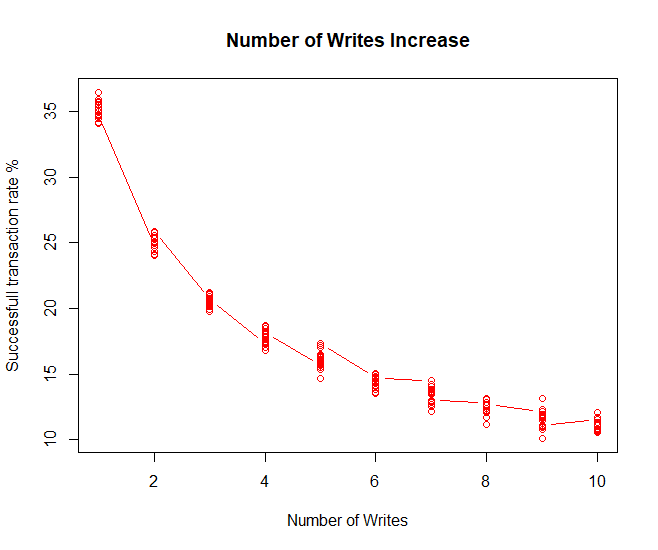 Number of Writes Increase
Successfull transaction rate %
35
30
25
20
15
10
2 4 6 8 10
Number of Writes